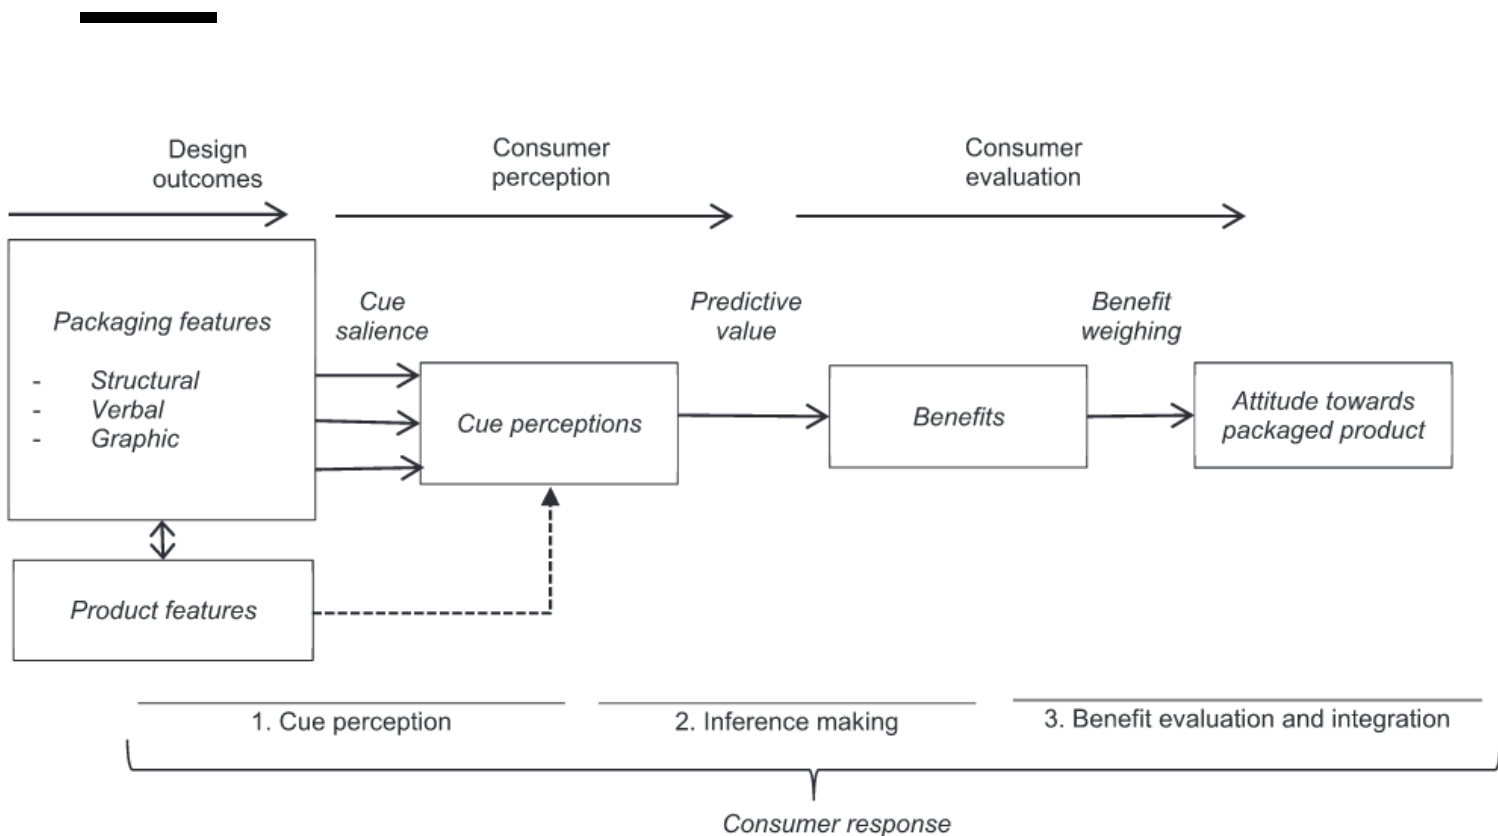 Design
outcomes
Consumer
perception
Consumer
evaluation
Packaging features
- Structural
- Verbal
- Graphic
Cue
salience
Predictive
value
Benefit
weighing
Cue perceptions
Benefits
Attitude towards
packaged product
Product features
1. Cue perception
2. Inference making
3. Benefit evaluation and integration
Consumer response